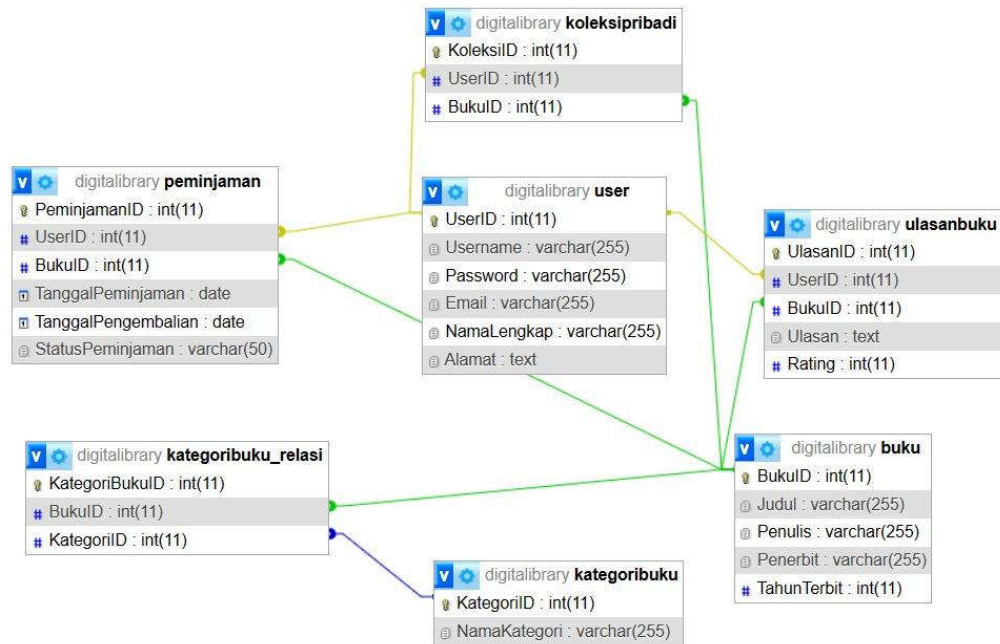 digitalibrary koleksipribadi
KoleksiID : int(11)
UserID : int(11)
BukuID : int(11)
digitalibrary peminjaman
PeminjamanID : int(11)
UserID : int(11)
BukuID : int(11)
TanggalPeminjaman : date
TanggalPengembalian : date
StatusPeminjaman : varchar(50)
digitalibrary user
UserID : int(11)
Username : varchar(255)
Password : varchar(255)
Email : varchar(255)
NamaLengkap : varchar(255)
Alamat : text
digitalibrary ulasanbuku
UlasanID : int(11)
UserID : int(11)
BukuID : int(11)
Ulasan : text
Rating : int(11)
digitalibrary kategoribuku_relasi
KategoriBukuID : int(11)
BukuID : int(11)
KategoriID : int(11)
digitalibrary buku
BukuID : int(11)
Judul : varchar(255)
Penulis : varchar(255)
Penerbit : varchar(255)
TahunTerbit : int(11)
digitalibrary kategoribuku
KategoriID : int(11)
NamaKategori : varchar(255)